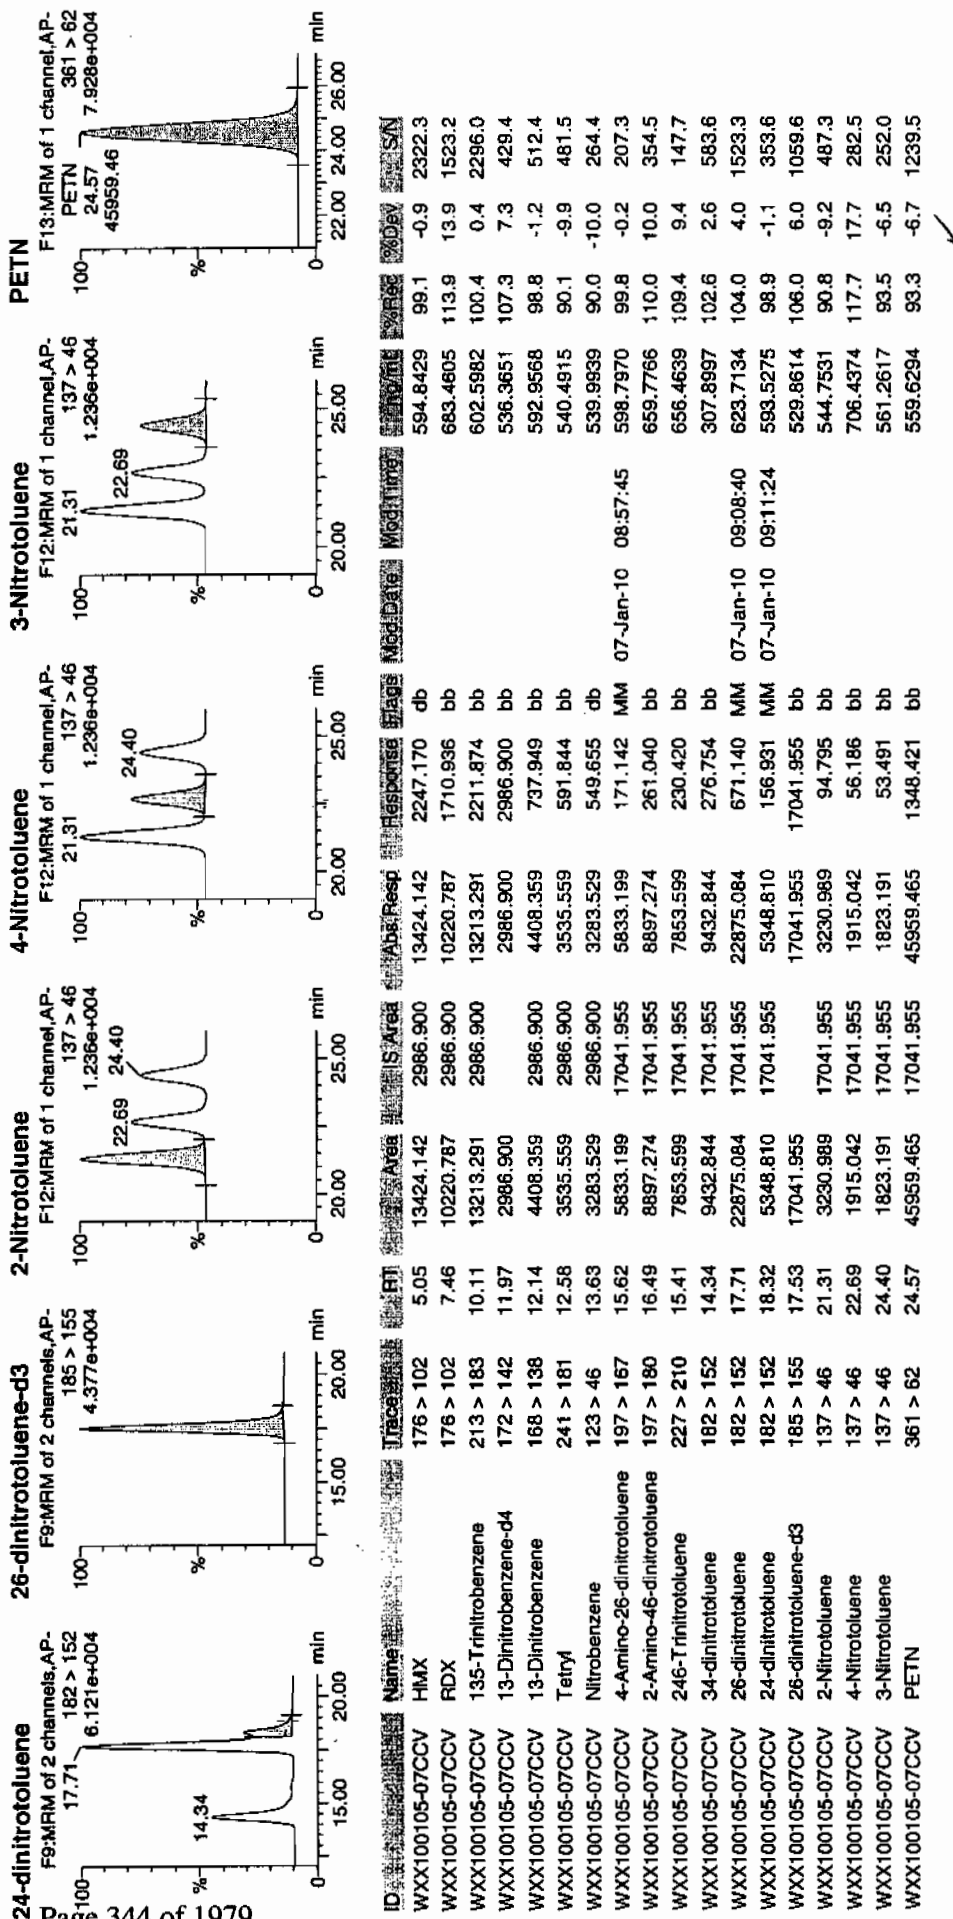 24-dinitrotoluene
F9:MRM of 2 channels,AP-
182 > 152
6.121e+004
17.71
14.34
100
%
0
15.00
20.00
min
26-dinitrotoluene-d3
F9:MRM of 2 channels,AP-
185 > 155
4.377e+004
100
%
0
15.00
20.00
min
2-Nitrotoluene
F12:MRM of 1 channel,AP-
137 > 46
1.236e+004
22.69
24.40
100
%
0
20.00
25.00
min
4-Nitrotoluene
F12:MRM of 1 channel,AP-
137 > 46
1.236e+004
21.31
24.40
100
%
0
20.00
25.00
min
3-Nitrotoluene
F12:MRM of 1 channel,AP-
137 > 46
1.236e+004
21.31
22.69
100
%
0
20.00
25.00
min
PETN
F13:MRM of 1 channel,AP-
PETN
361 > 62
24.57
7.928e+004
45959.46
100
%
0
22.00
24.00
26.00
min
ID Name Trace RT Area IS Area Abs.Resp Response Flags Mod.Date Mod.Time %Rec %Dev S/N
WXX100105-07CCV HMX 176 > 102 5.05 13424.142 2986.900 13424.142 2247.170 db 594.8429 99.1 -0.9 2322.3
WXX100105-07CCV RDX 176 > 102 7.46 10220.787 2986.900 10220.787 1710.936 bb 683.4605 113.9 13.9 1523.2
WXX100105-07CCV 135-Trinitrobenzene 213 > 183 10.11 13213.291 2986.900 13213.291 2211.874 bb 602.5982 100.4 0.4 2296.0
WXX100105-07CCV 13-Dinitrobenzene-d4 172 > 142 11.97 2986.900 2986.900 2986.900 bb 536.3651 107.3 7.3 429.4
WXX100105-07CCV 13-Dinitrobenzene 168 > 138 12.14 4408.359 2986.900 4408.359 737.949 bb 592.9568 98.8 -1.2 512.4
WXX100105-07CCV Tetryl 241 > 181 12.58 3535.559 2986.900 3535.559 591.844 bb 540.4915 90.1 -9.9 481.5
WXX100105-07CCV Nitrobenzene 123 > 46 13.63 3283.529 2986.900 3283.529 549.655 db 539.9939 90.0 -10.0 264.4
WXX100105-07CCV 4-Amino-26-dinitrotoluene 197 > 167 15.62 5833.199 17041.955 5833.199 171.142 MM 07-Jan-10 08:57:45 598.7970 99.8 -0.2 207.3
WXX100105-07CCV 2-Amino-46-dinitrotoluene 197 > 180 16.49 8897.274 17041.955 8897.274 261.040 bb 659.7766 110.0 10.0 354.5
WXX100105-07CCV 246-Trinitrotoluene 227 > 210 15.41 7853.599 17041.955 7853.599 230.420 bb 656.4639 109.4 9.4 147.7
WXX100105-07CCV 34-dinitrotoluene 182 > 152 14.34 9432.844 17041.955 9432.844 276.754 bb 307.8997 102.6 2.6 583.6
WXX100105-07CCV 26-dinitrotoluene 182 > 152 17.71 22875.084 17041.955 22875.084 671.140 MM 07-Jan-10 09:08:40 623.7134 104.0 4.0 1523.3
WXX100105-07CCV 24-dinitrotoluene 182 > 152 18.32 5348.810 17041.955 5348.810 156.931 MM 07-Jan-10 09:11:24 593.5275 98.9 -1.1 353.6
WXX100105-07CCV 26-dinitrotoluene-d3 185 > 155 17.53 17041.955 17041.955 17041.955 bb 529.8614 106.0 6.0 1059.6
WXX100105-07CCV 2-Nitrotoluene 137 > 46 21.31 3230.989 17041.955 3230.989 94.795 bb 544.7531 90.8 -9.2 487.3
WXX100105-07CCV 4-Nitrotoluene 137 > 46 22.69 1915.042 17041.955 1915.042 56.186 bb 706.4374 117.7 17.7 282.5
WXX100105-07CCV 3-Nitrotoluene 137 > 46 24.40 1823.191 17041.955 1823.191 53.491 bb 561.2617 93.5 -6.5 252.0
WXX100105-07CCV PETN 361 > 62 24.57 45959.465 17041.955 45959.465 1348.421 bb 559.6294 93.3 -6.7 1239.5
Page 344 of 1979